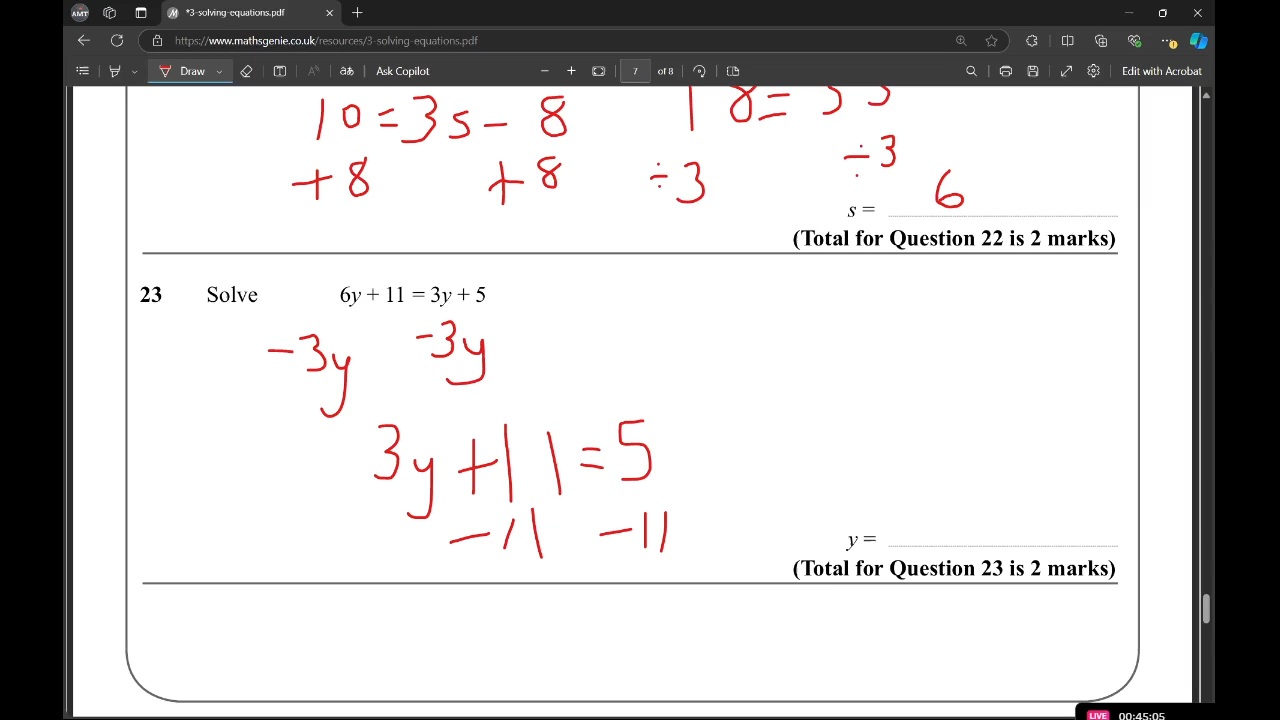 AMT
*3-solving-equations.pdf
https://www.mathsgenie.co.uk/resources/3-solving-equations.pdf
Draw
Ask Copilot
7 of 8
Edit with Acrobat
10 = 3s - 8
18 = 3s
+8 +8
÷3 ÷3
s = 6
(Total for Question 22 is 2 marks)
23 Solve 6y + 11 = 3y + 5
-3y -3y
3y + 11 = 5
-11 -11
y =
(Total for Question 23 is 2 marks)
LIVE 00:45:05